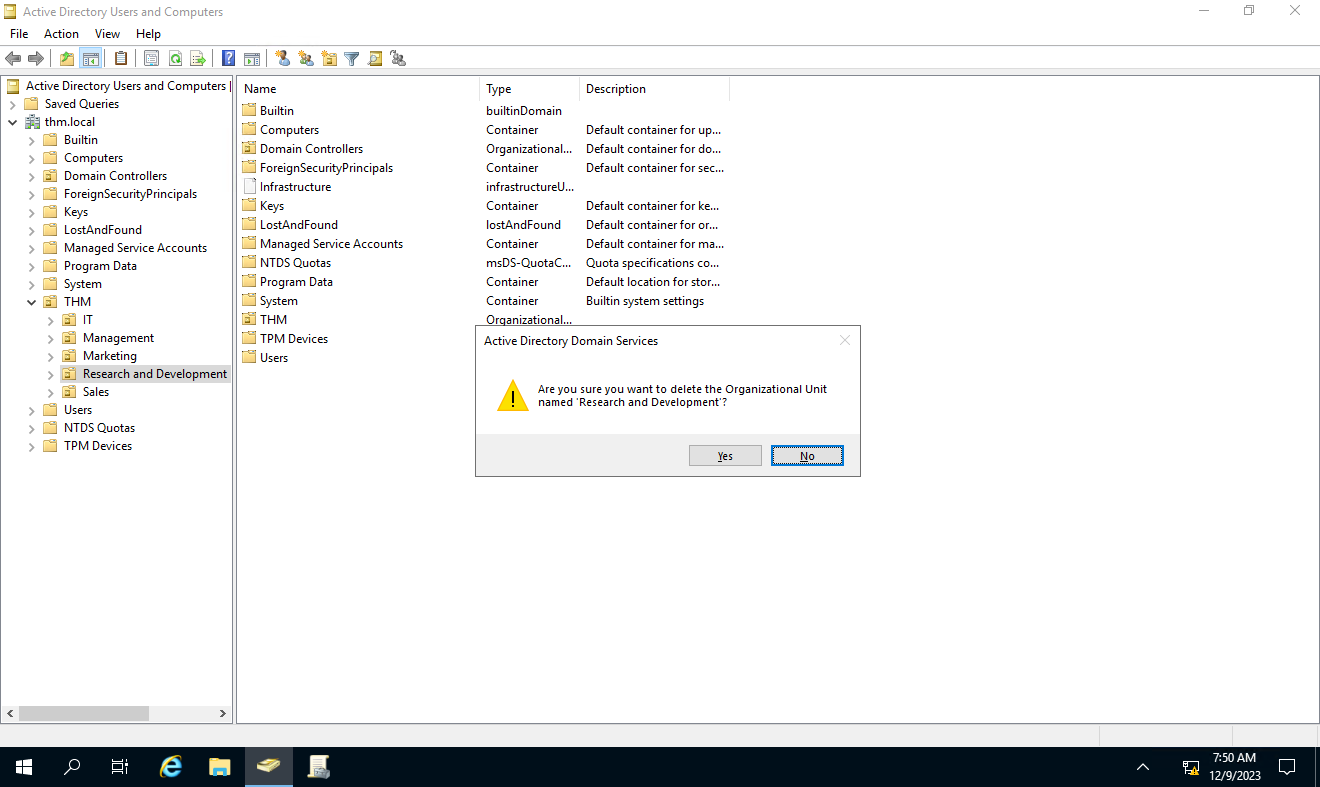 Active Directory Users and Computers
File Action View Help
Active Directory Users and Computers
Saved Queries
thm.local
Builtin
Computers
Domain Controllers
ForeignSecurityPrincipals
Keys
LostAndFound
Managed Service Accounts
Program Data
System
THM
IT
Management
Marketing
Research and Development
Sales
Users
NTDS Quotas
TPM Devices
Name Type Description
Builtin builtinDomain
Computers Container Default container for up...
Domain Controllers Organizational... Default container for do...
ForeignSecurityPrincipals Container Default container for sec...
Infrastructure infrastructureU...
Keys Container Default container for ke...
LostAndFound lostAndFound Default container for or...
Managed Service Accounts Container Default container for ma...
NTDS Quotas msDS-QuotaC... Quota specifications co...
Program Data Container Default location for stor...
System Container Builtin system settings
THM Organizational...
TPM Devices
Users
Active Directory Domain Services
Are you sure you want to delete the Organizational Unit
named 'Research and Development'?
Yes No
7:50 AM
12/9/2023